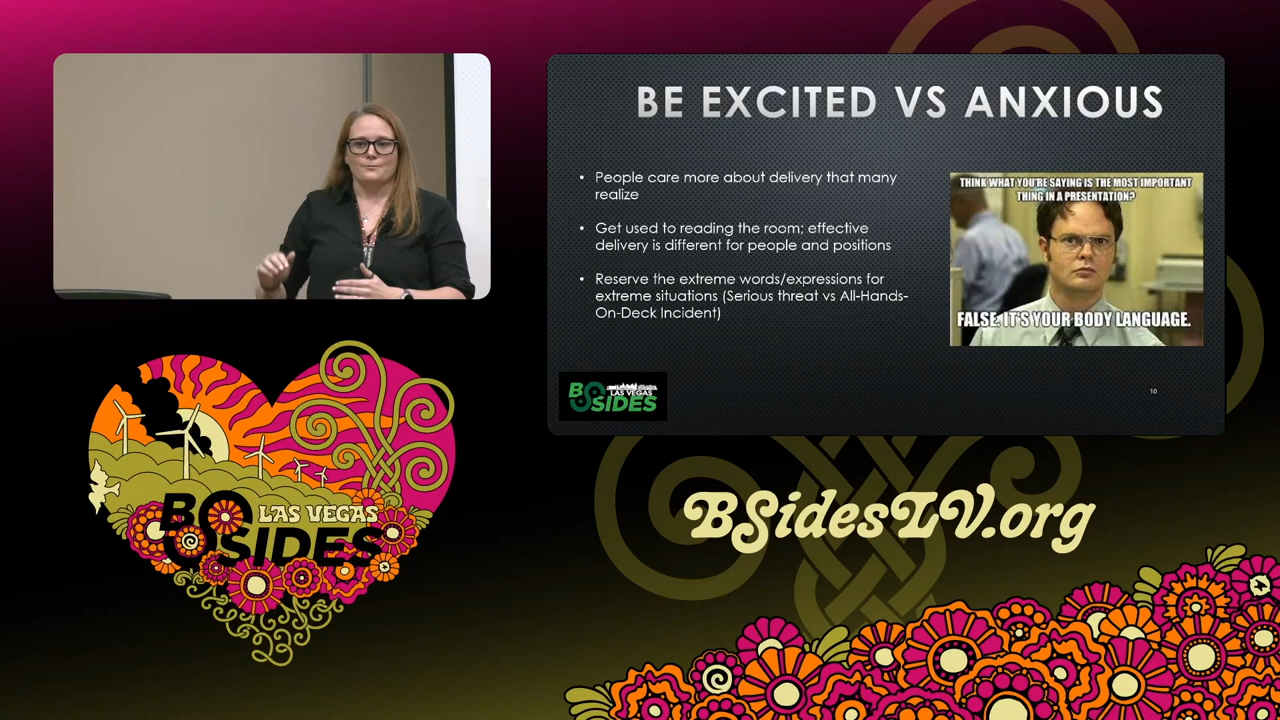 BE EXCITED VS ANXIOUS
• People care more about delivery that many
realize
• Get used to reading the room; effective
delivery is different for people and positions
• Reserve the extreme words/expressions for
extreme situations (Serious threat vs All-Hands-
On-Deck Incident)
THINK WHAT YOU'RE SAYING IS THE MOST IMPORTANT
THING IN A PRESENTATION?
FALSE, IT'S YOUR BODY LANGUAGE.
BSIDES
LAS VEGAS
10
BSIDES
LAS VEGAS
BSidesLV.org